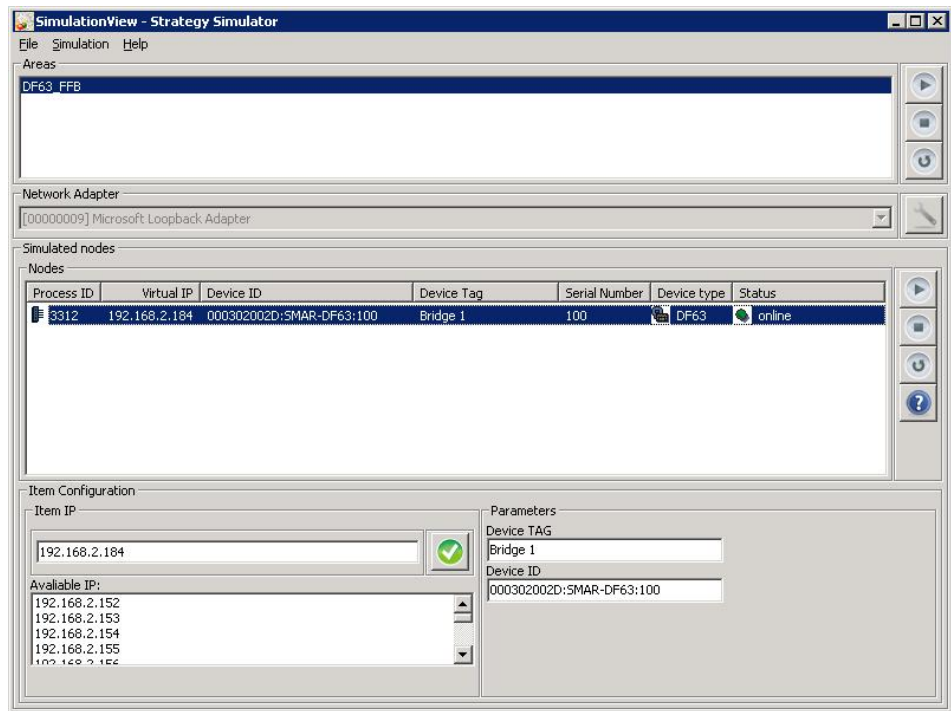 SimulationView - Strategy Simulator
File Simulation Help
Areas
DF63_FFB
Network Adapter
[00000009] Microsoft Loopback Adapter
Simulated nodes
Nodes
Process ID Virtual IP Device ID Device Tag Serial Number Device type Status
3312 192.168.2.184 000302002D:SMAR-DF63:100 Bridge 1 100 DF63 online
Item Configuration
Item IP
192.168.2.184
Avaliable IP:
192.168.2.152
192.168.2.153
192.168.2.154
192.168.2.155
192.168.2.156
Parameters
Device TAG
Bridge 1
Device ID
000302002D:SMAR-DF63:100